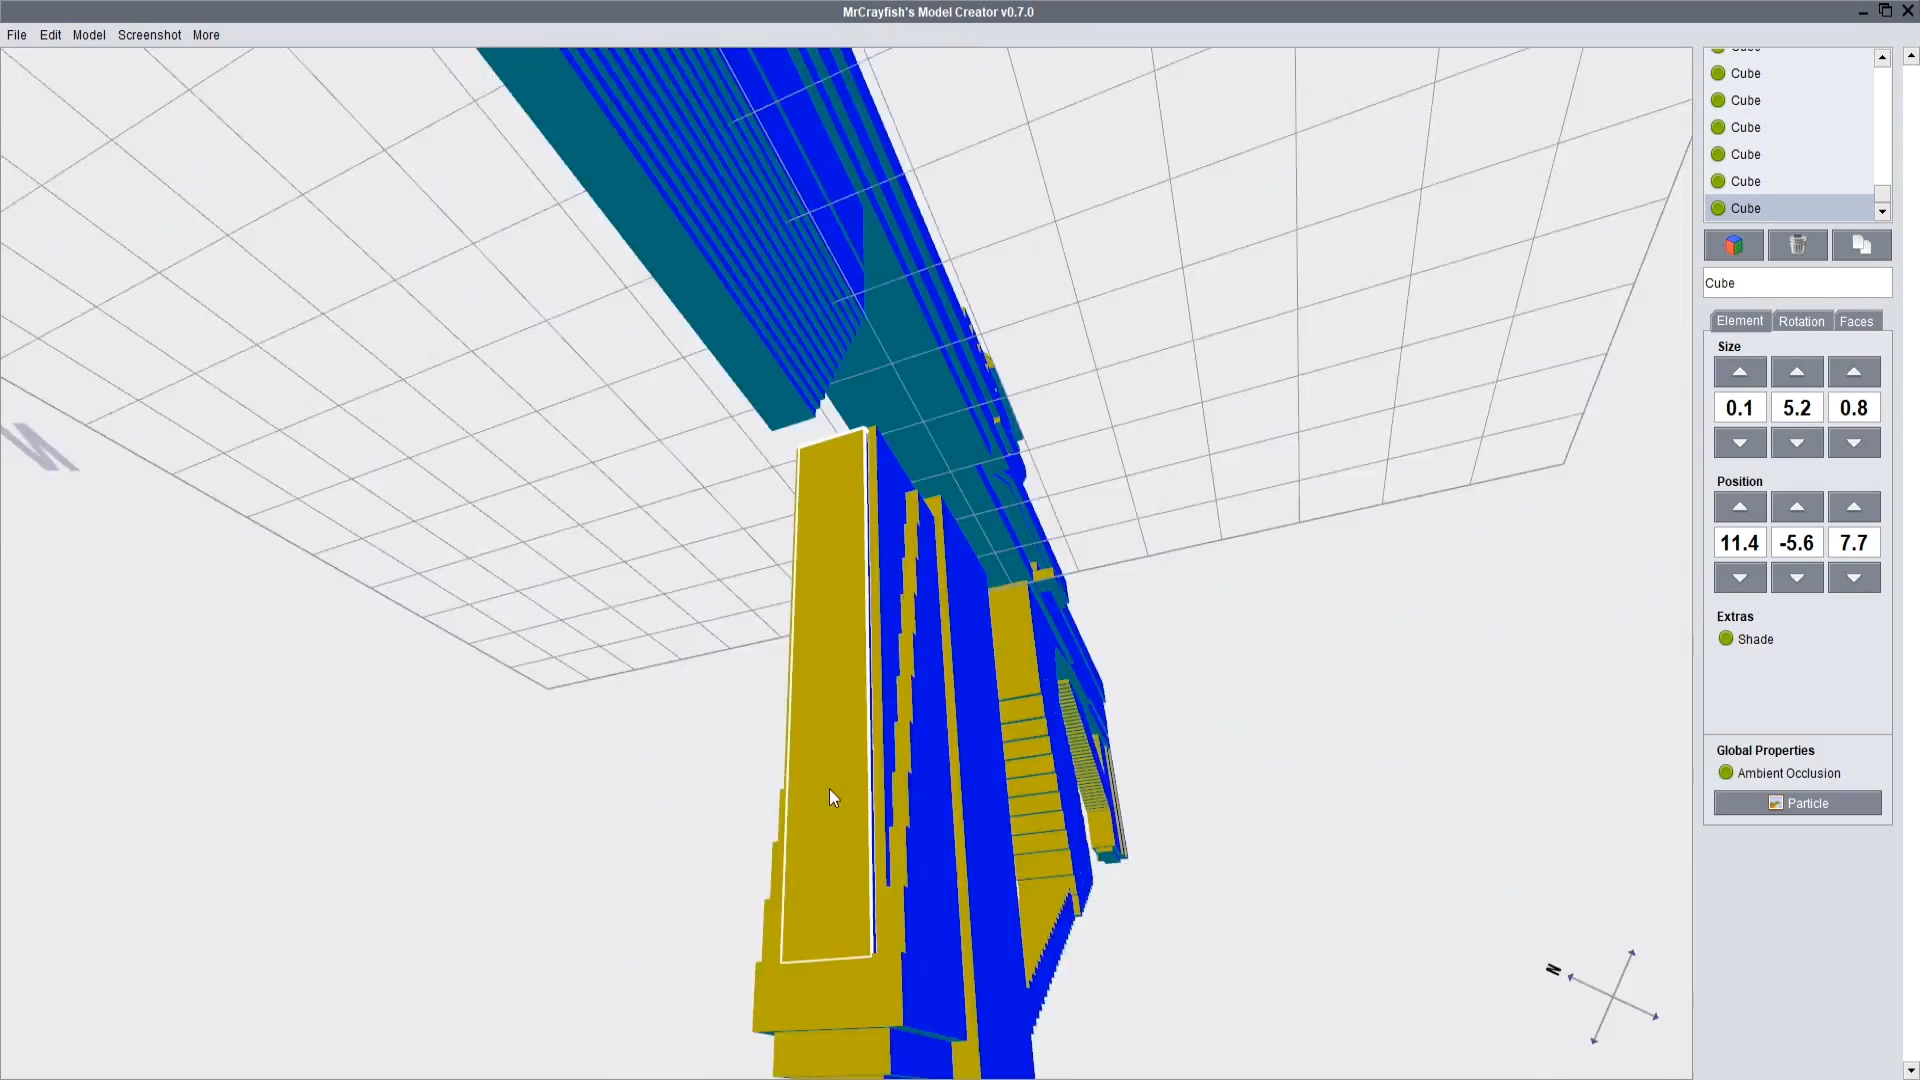 MrCrayfish's Model Creator v0.7.0
File Edit Model Screenshot More
Cube
Cube
Cube
Cube
Cube
Cube
Cube
Cube
Element Rotation Faces
Size
0.1 5.2 0.8
Position
11.4 -5.6 7.7
Extras
Shade
Global Properties
Ambient Occlusion
Particle
N
N